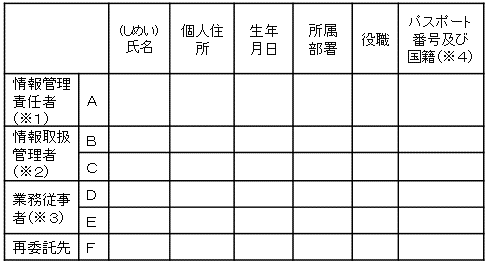 (しめい)
氏名
個人住
所
生年
月日
所属
部署
役職
パスポート
番号及び
国籍(※4)
情報管理
責任者
(※1)
A
情報取扱
管理者
(※2)
B
C
業務従事
者(※3)
D
E
再委託先
F